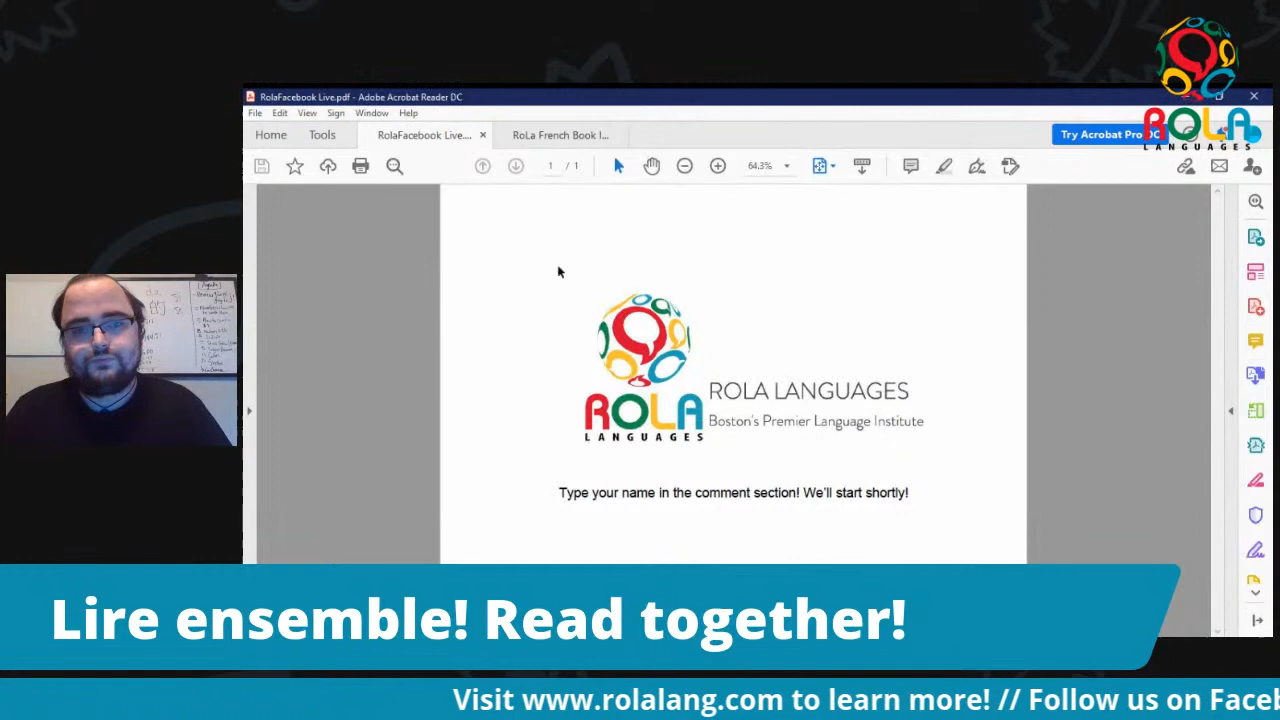 ROLA
LANGUAGES
RolaFacebook Live.pdf - Adobe Acrobat Reader DC
File Edit View Sign Window Help
Home Tools RolaFacebook Live.... × RoLa French Book I...
Try Acrobat Pro DC
1 / 1 64.3%
ROLA
LANGUAGES
ROLA LANGUAGES
Boston's Premier Language Institute
Type your name in the comment section! We'll start shortly!
Lire ensemble! Read together!
Visit www.rolalang.com to learn more! // Follow us on Faceb